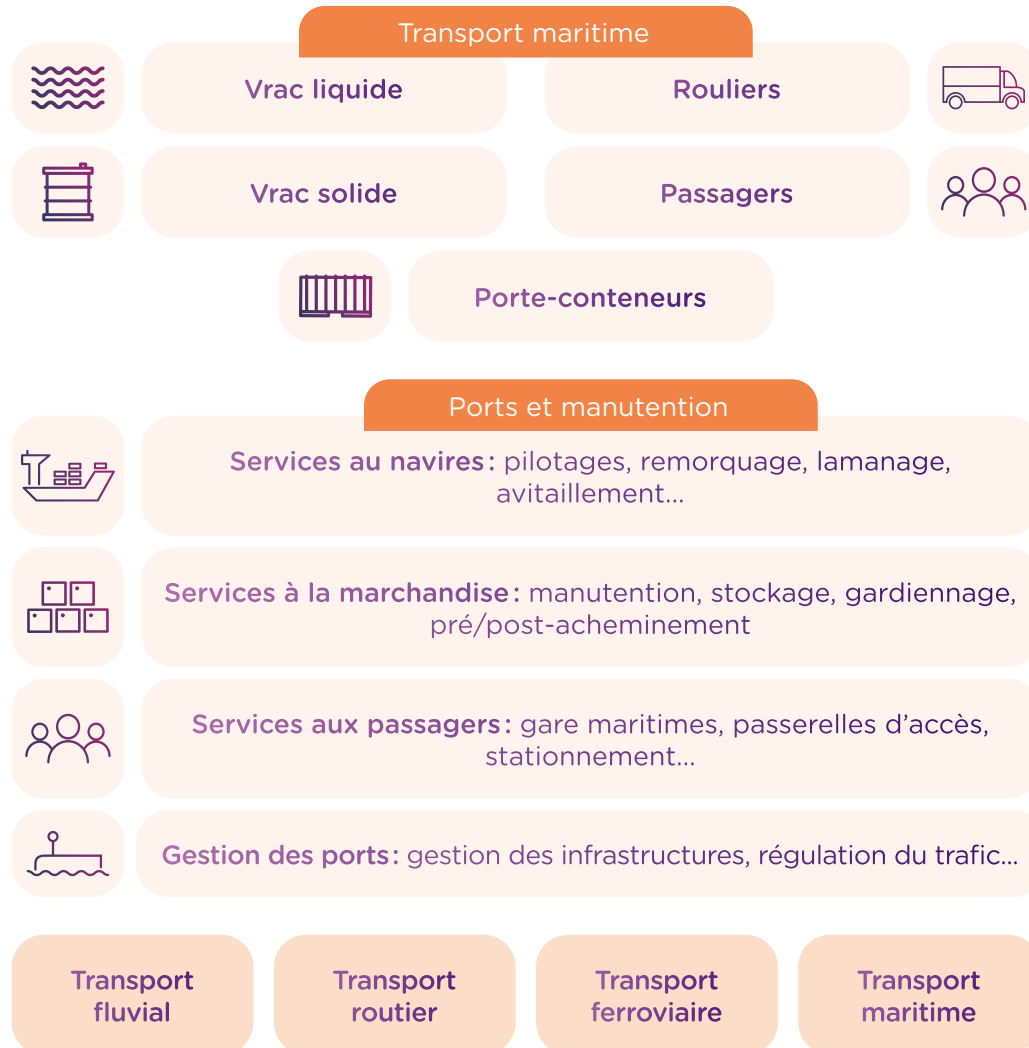 Transport maritime
Vrac liquide
Rouliers
Vrac solide
Passagers
Porte-conteneurs
Ports et manutention
Services au navires : pilotages, remorquage, lamanage,
avitaillement...
Services à la marchandise : manutention, stockage, gardiennage,
pré/post-acheminement
Services aux passagers : gare maritimes, passerelles d’accès,
stationnement...
Gestion des ports : gestion des infrastructures, régulation du trafic...
Transport
fluvial
Transport
routier
Transport
ferroviaire
Transport
maritime